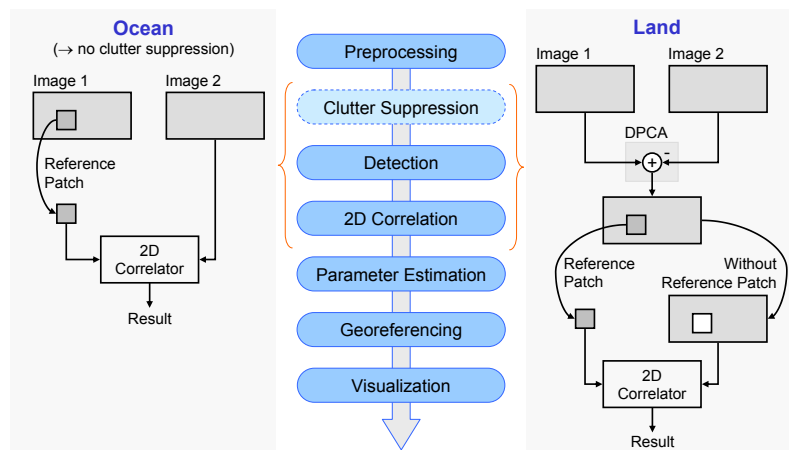 Ocean
(→ no clutter suppression)
Image 1
Image 2
Reference
Patch
2D
Correlator
Result
Preprocessing
Clutter Suppression
Detection
2D Correlation
Parameter Estimation
Georeferencing
Visualization
Land
Image 1
Image 2
DPCA
-
+
Reference
Patch
Without
Reference Patch
2D
Correlator
Result